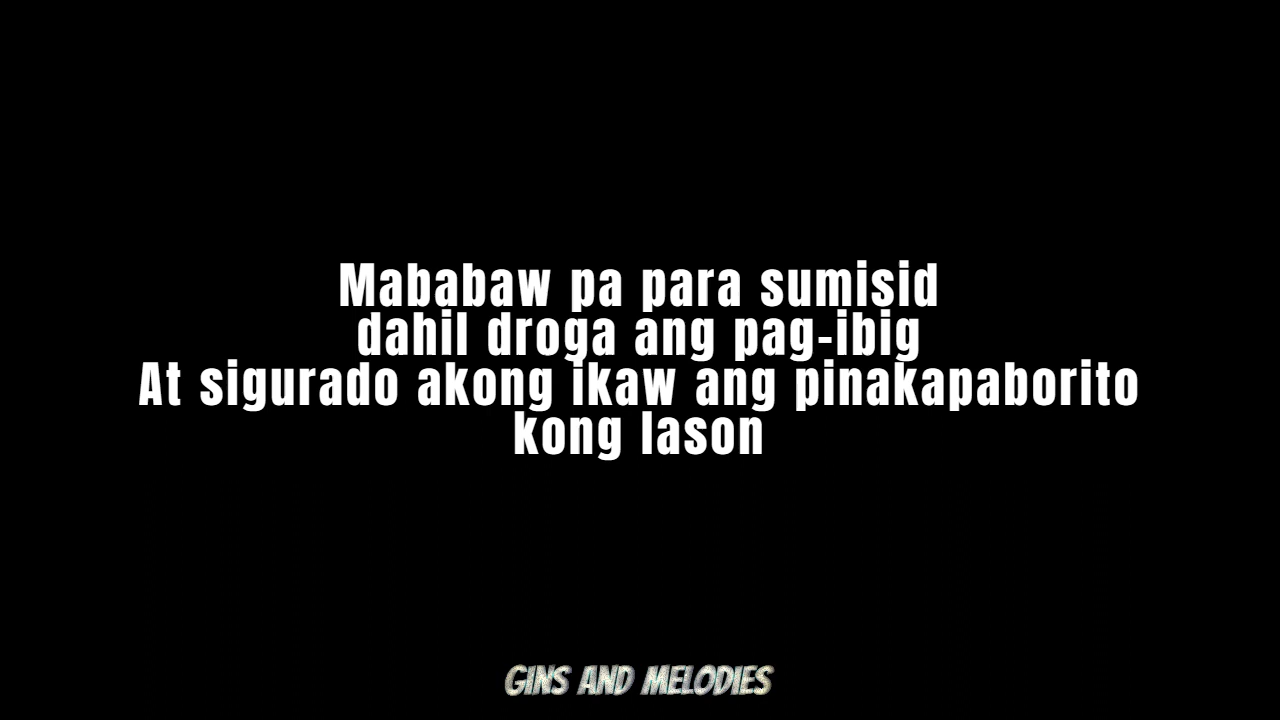 Mababaw pa para sumisid
dahil droga ang pag-ibig
At sigurado akong ikaw ang pinakapaborito
kong lason
GINS AND MELODIES